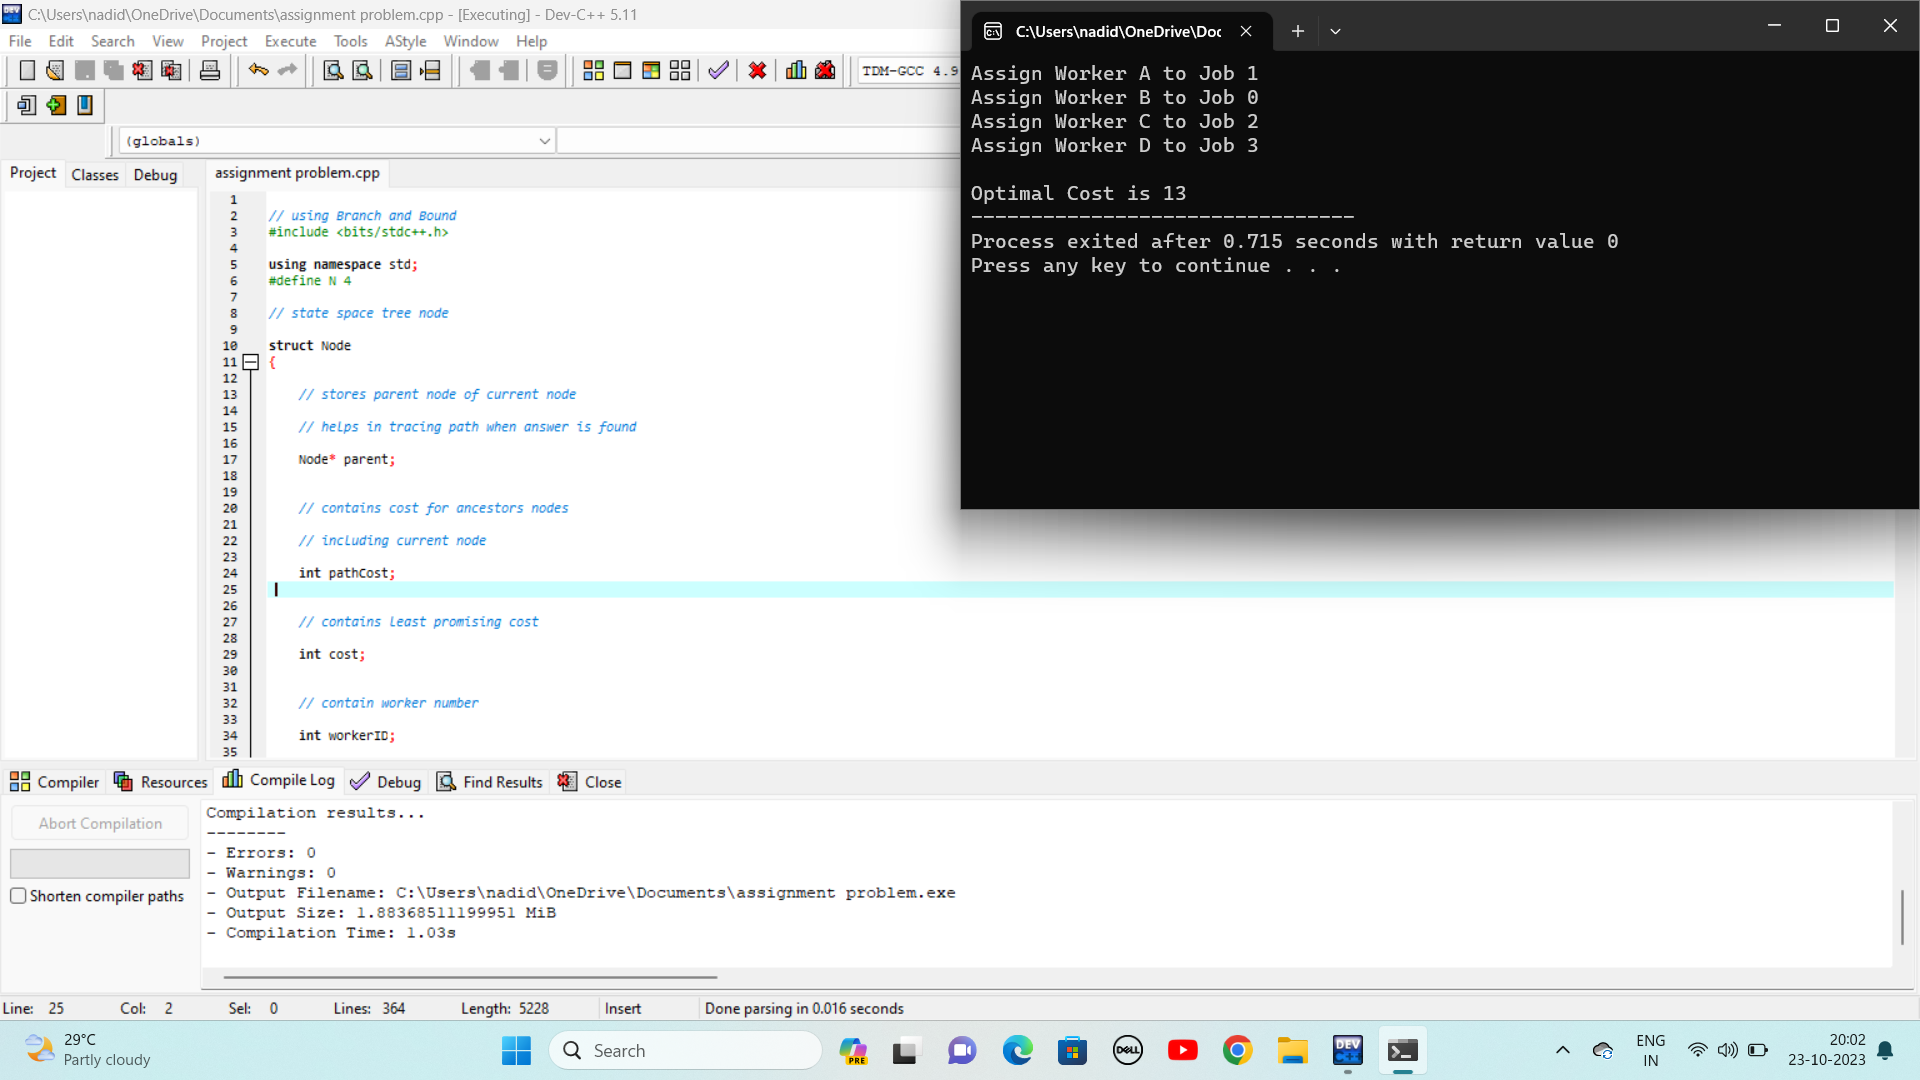 C:\Users\nadid\OneDrive\Documents\assignment problem.cpp - [Executing] - Dev-C++ 5.11
File Edit Search View Project Execute Tools AStyle Window Help
TDM-GCC 4.9
(globals)
Project Classes Debug
assignment problem.cpp
1
2 // using Branch and Bound
3 #include <bits/stdc++.h>
4
5 using namespace std;
6 #define N 4
7
8 // state space tree node
9
10 struct Node
11 {
12
13 // stores parent node of current node
14
15 // helps in tracing path when answer is found
16
17 Node* parent;
18
19
20 // contains cost for ancestors nodes
21
22 // including current node
23
24 int pathCost;
25
26
27 // contains least promising cost
28
29 int cost;
30
31
32 // contain worker number
33
34 int workerID;
35
C:\Users\nadid\OneDrive\Doc
Assign Worker A to Job 1
Assign Worker B to Job 0
Assign Worker C to Job 2
Assign Worker D to Job 3
Optimal Cost is 13
--------------------------------
Process exited after 0.715 seconds with return value 0
Press any key to continue . . .
Compiler Resources Compile Log Debug Find Results Close
Abort Compilation
Shorten compiler paths
Compilation results...
--------
- Errors: 0
- Warnings: 0
- Output Filename: C:\Users\nadid\OneDrive\Documents\assignment problem.exe
- Output Size: 1.88368511199951 MiB
- Compilation Time: 1.03s
Line: 25 Col: 2 Sel: 0 Lines: 364 Length: 5228 Insert Done parsing in 0.016 seconds
29°C
Partly cloudy
Search
PRE
DELL
DEV
C++
ENG
IN
20:02
23-10-2023